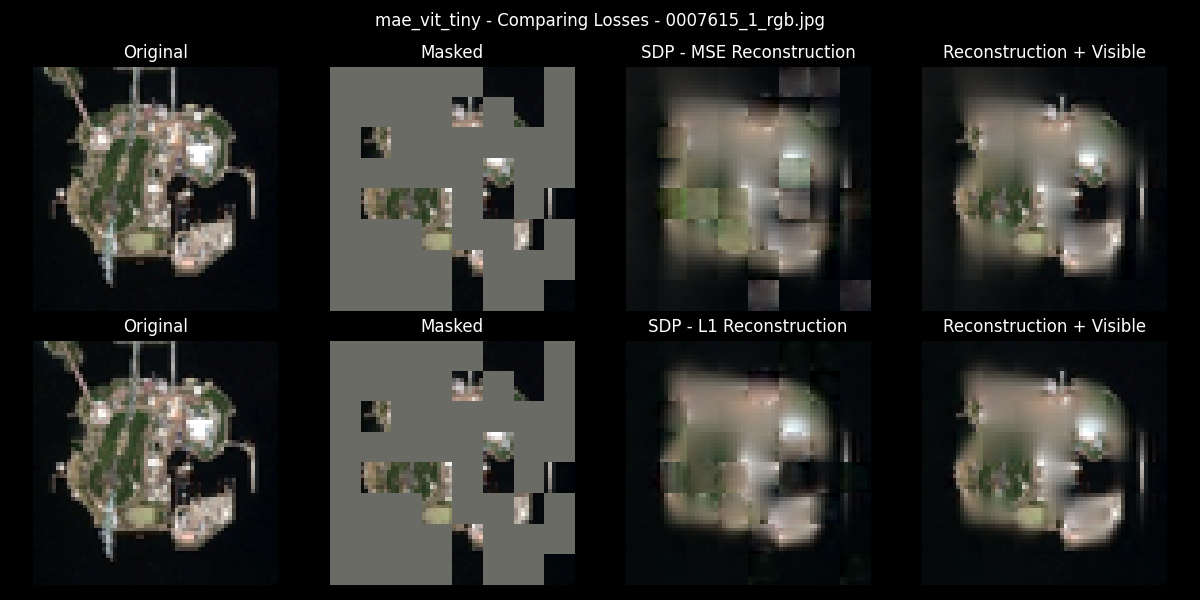 mae_vit_tiny - Comparing Losses - 0007615_1_rgb.jpg
Original
Masked
SDP - MSE Reconstruction
Reconstruction + Visible
Original
Masked
SDP - L1 Reconstruction
Reconstruction + Visible